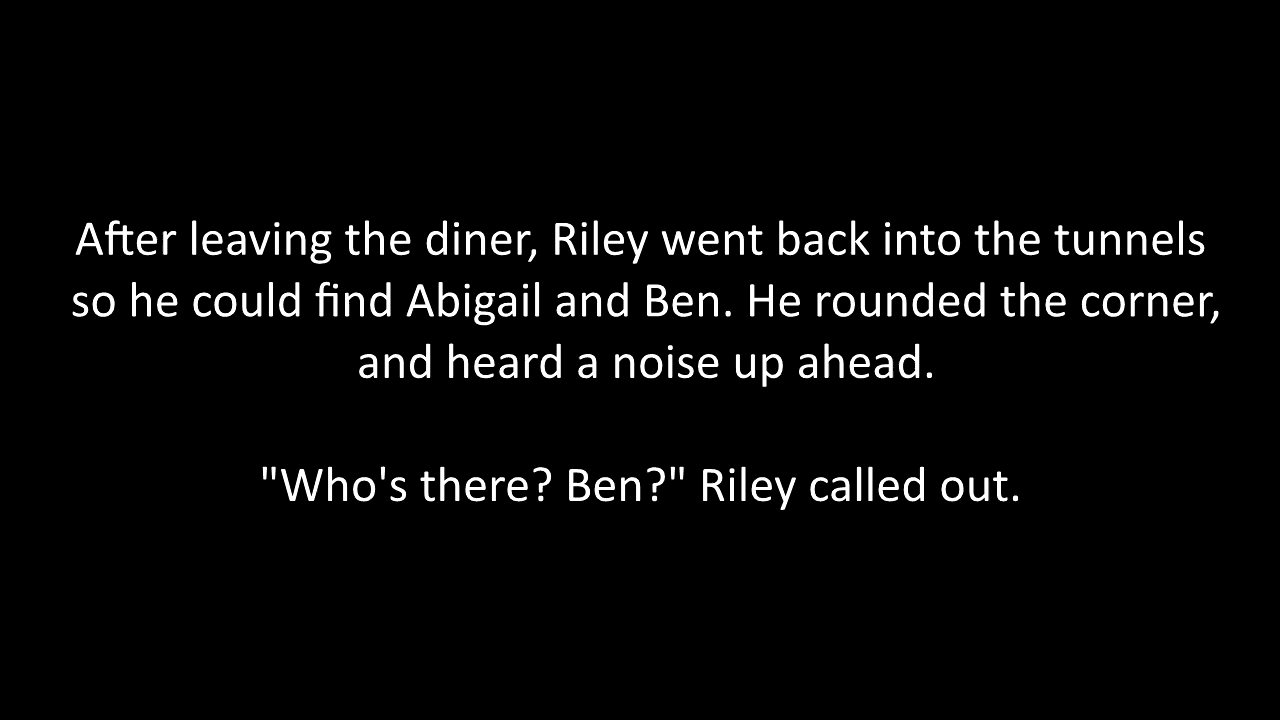 After leaving the diner, Riley went back into the tunnels
so he could find Abigail and Ben. He rounded the corner,
and heard a noise up ahead.
"Who's there? Ben?" Riley called out.